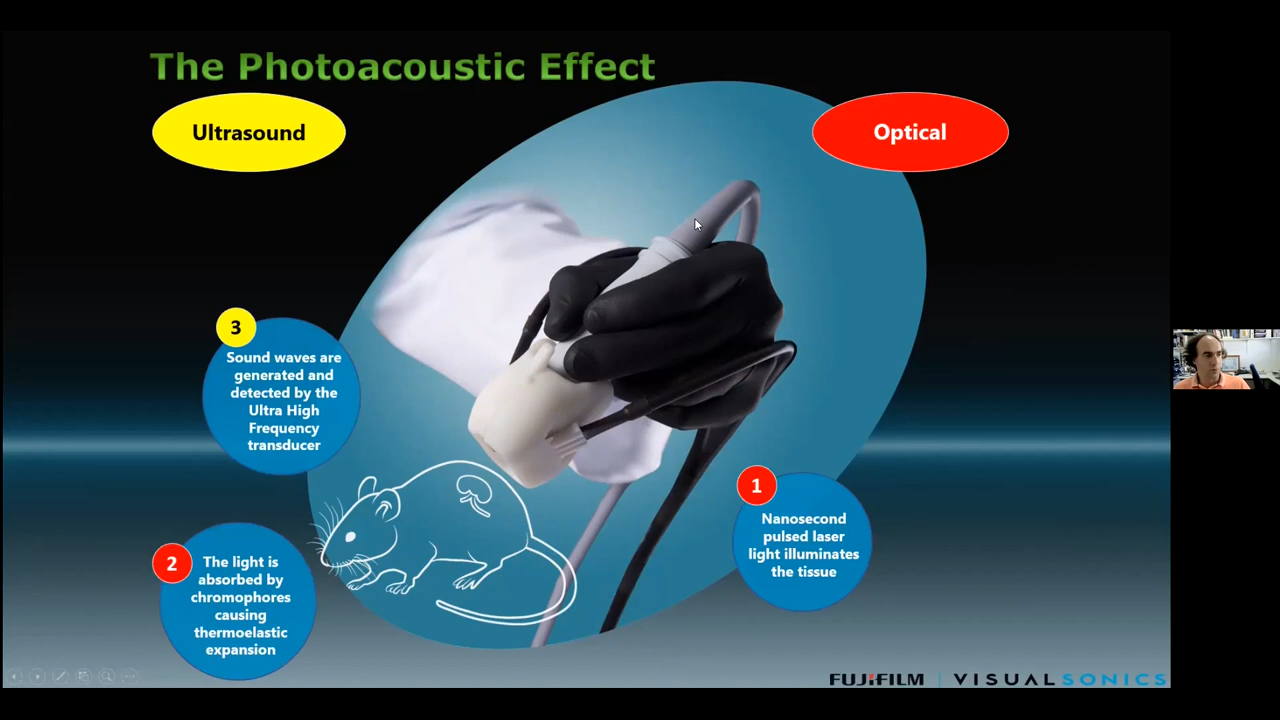 The Photoacoustic Effect
Ultrasound
Optical
3
Sound waves are
generated and
detected by the
Ultra High
Frequency
transducer
1
Nanosecond
pulsed laser
light illuminates
the tissue
2
The light is
absorbed by
chromophores
causing
thermoelastic
expansion
FUJIFILM | VISUALSONICS